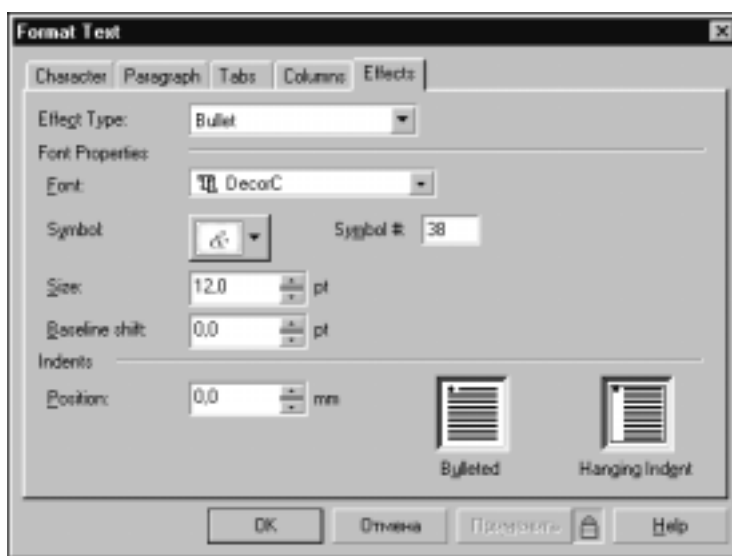 Format Text
Character Paragraph Tabs Columns Effects
Effect Type: Bullet
Font Properties
Font: DecorC
Symbol: & Symbol #: 38
Size: 12,0 pt
Baseline shift: 0,0 pt
Indents
Position: 0,0 mm
Bulleted Hanging Indent
OK Отмена Применить Help